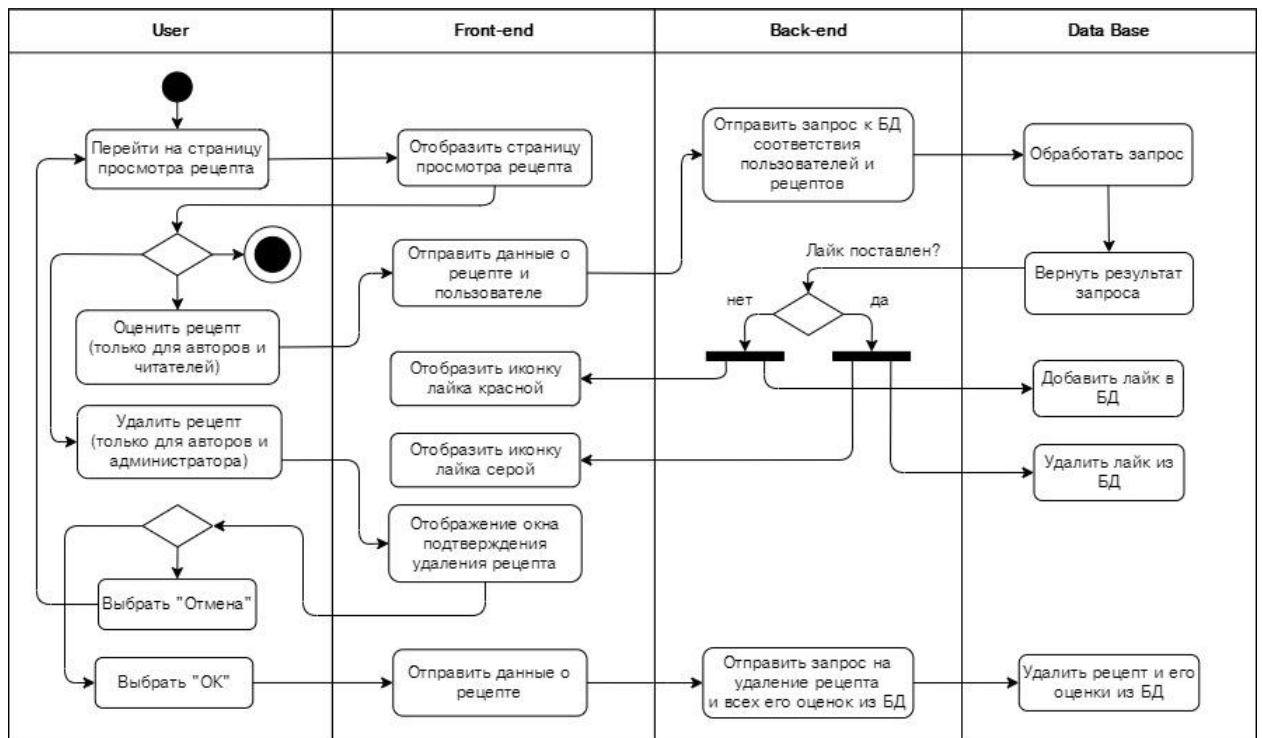 User
Front-end
Back-end
Data Base
Перейти на страницу
просмотра рецепта
Отобразить страницу
просмотра рецепта
Отправить запрос к БД
соответствия
пользователей и
рецептов
Обработать запрос
Отправить данные о
рецепте и
пользователе
Лайк поставлен?
Вернуть результат
запроса
нет
да
Оценить рецепт
(только для авторов и
читателей)
Отобразить иконку
лайка красной
Добавить лайк в
БД
Удалить рецепт
(только для авторов и
администратора)
Отобразить иконку
лайка серой
Удалить лайк из
БД
Отображение окна
подтверждения
удаления рецепта
Выбрать "Отмена"
Выбрать "ОК"
Отправить данные о
рецепте
Отправить запрос на
удаление рецепта
и всех его оценок из БД
Удалить рецепт и его
оценки из БД